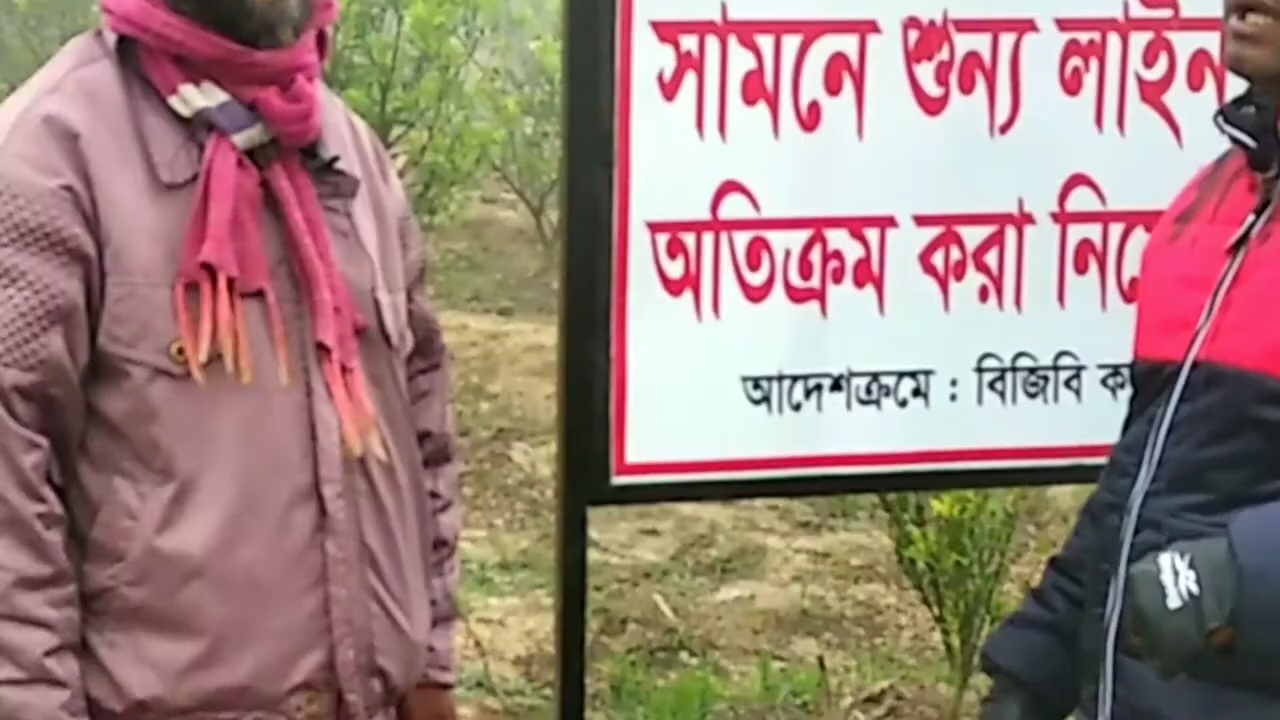 সামনে শুন্য লাইন
অতিক্রম করা
আদেশক্রমে : বিজিবি